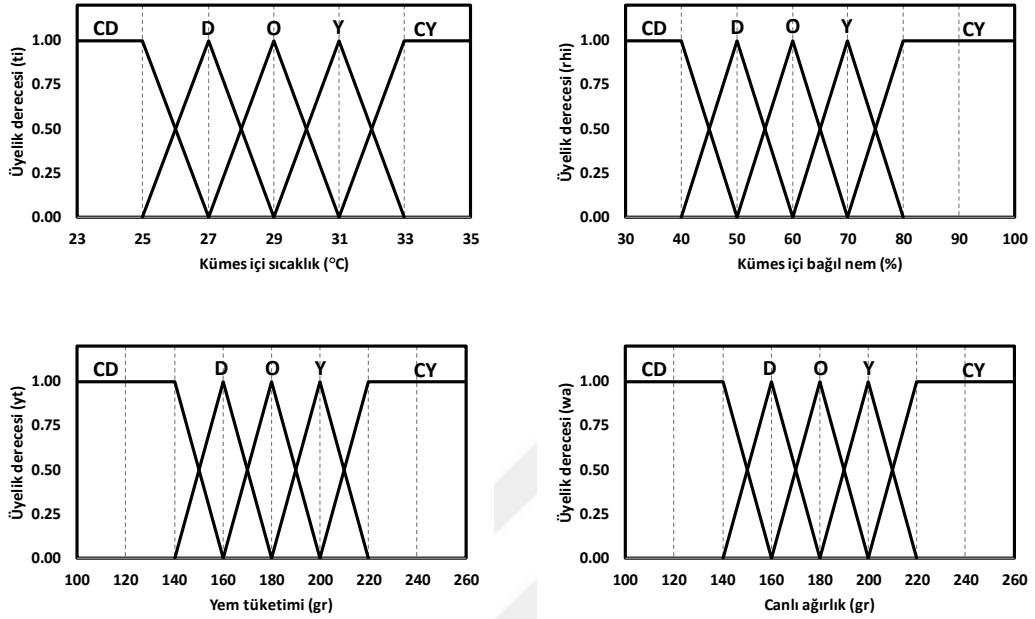 CD D O Y CY
1.00
0.75
0.50
0.25
0.00
Üyelik derecesi (ti)
23 25 27 29 31 33 35
Kümes içi sıcaklık (°C)
CD D O Y CY
1.00
0.75
0.50
0.25
0.00
Üyelik derecesi (rhi)
30 40 50 60 70 80 90 100
Kümes içi bağıl nem (%)
CD D O Y CY
1.00
0.75
0.50
0.25
0.00
Üyelik derecesi (yt)
100 120 140 160 180 200 220 240 260
Yem tüketimi (gr)
CD D O Y CY
1.00
0.75
0.50
0.25
0.00
Üyelik derecesi (wa)
100 120 140 160 180 200 220 240 260
Canlı ağırlık (gr)